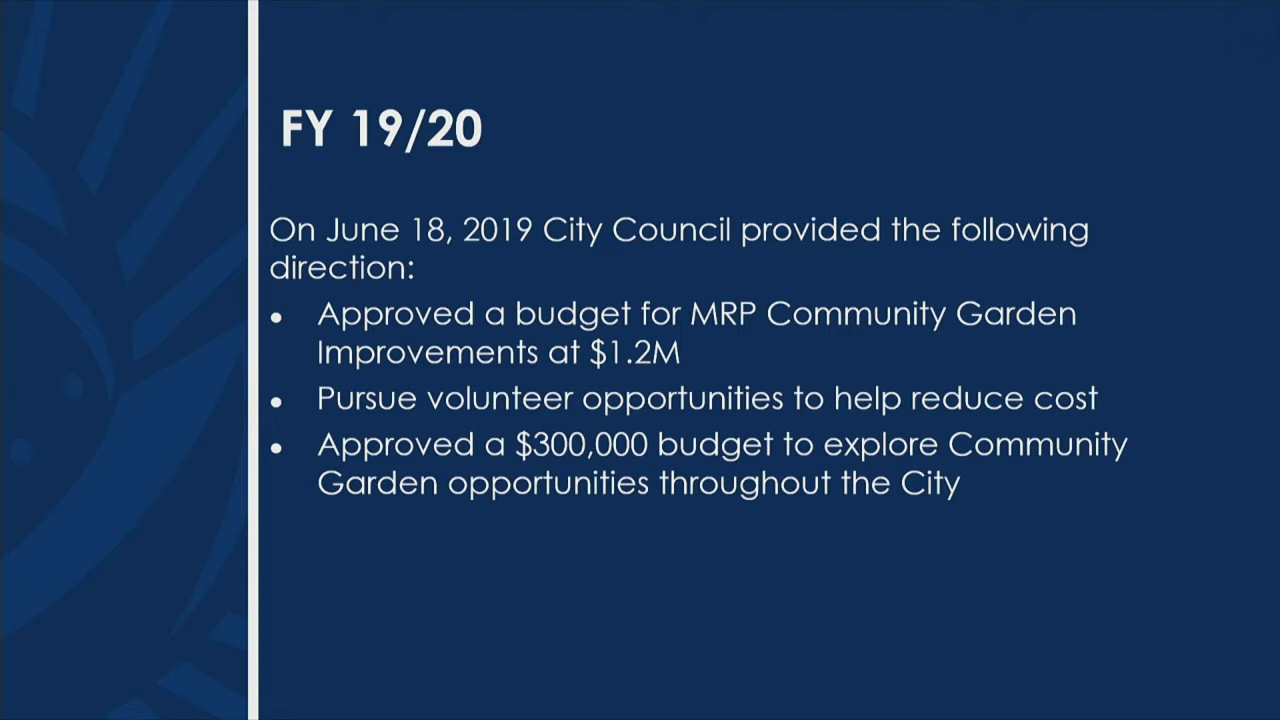 FY 19/20
On June 18, 2019 City Council provided the following
direction:
• Approved a budget for MRP Community Garden
Improvements at $1.2M
• Pursue volunteer opportunities to help reduce cost
• Approved a $300,000 budget to explore Community
Garden opportunities throughout the City